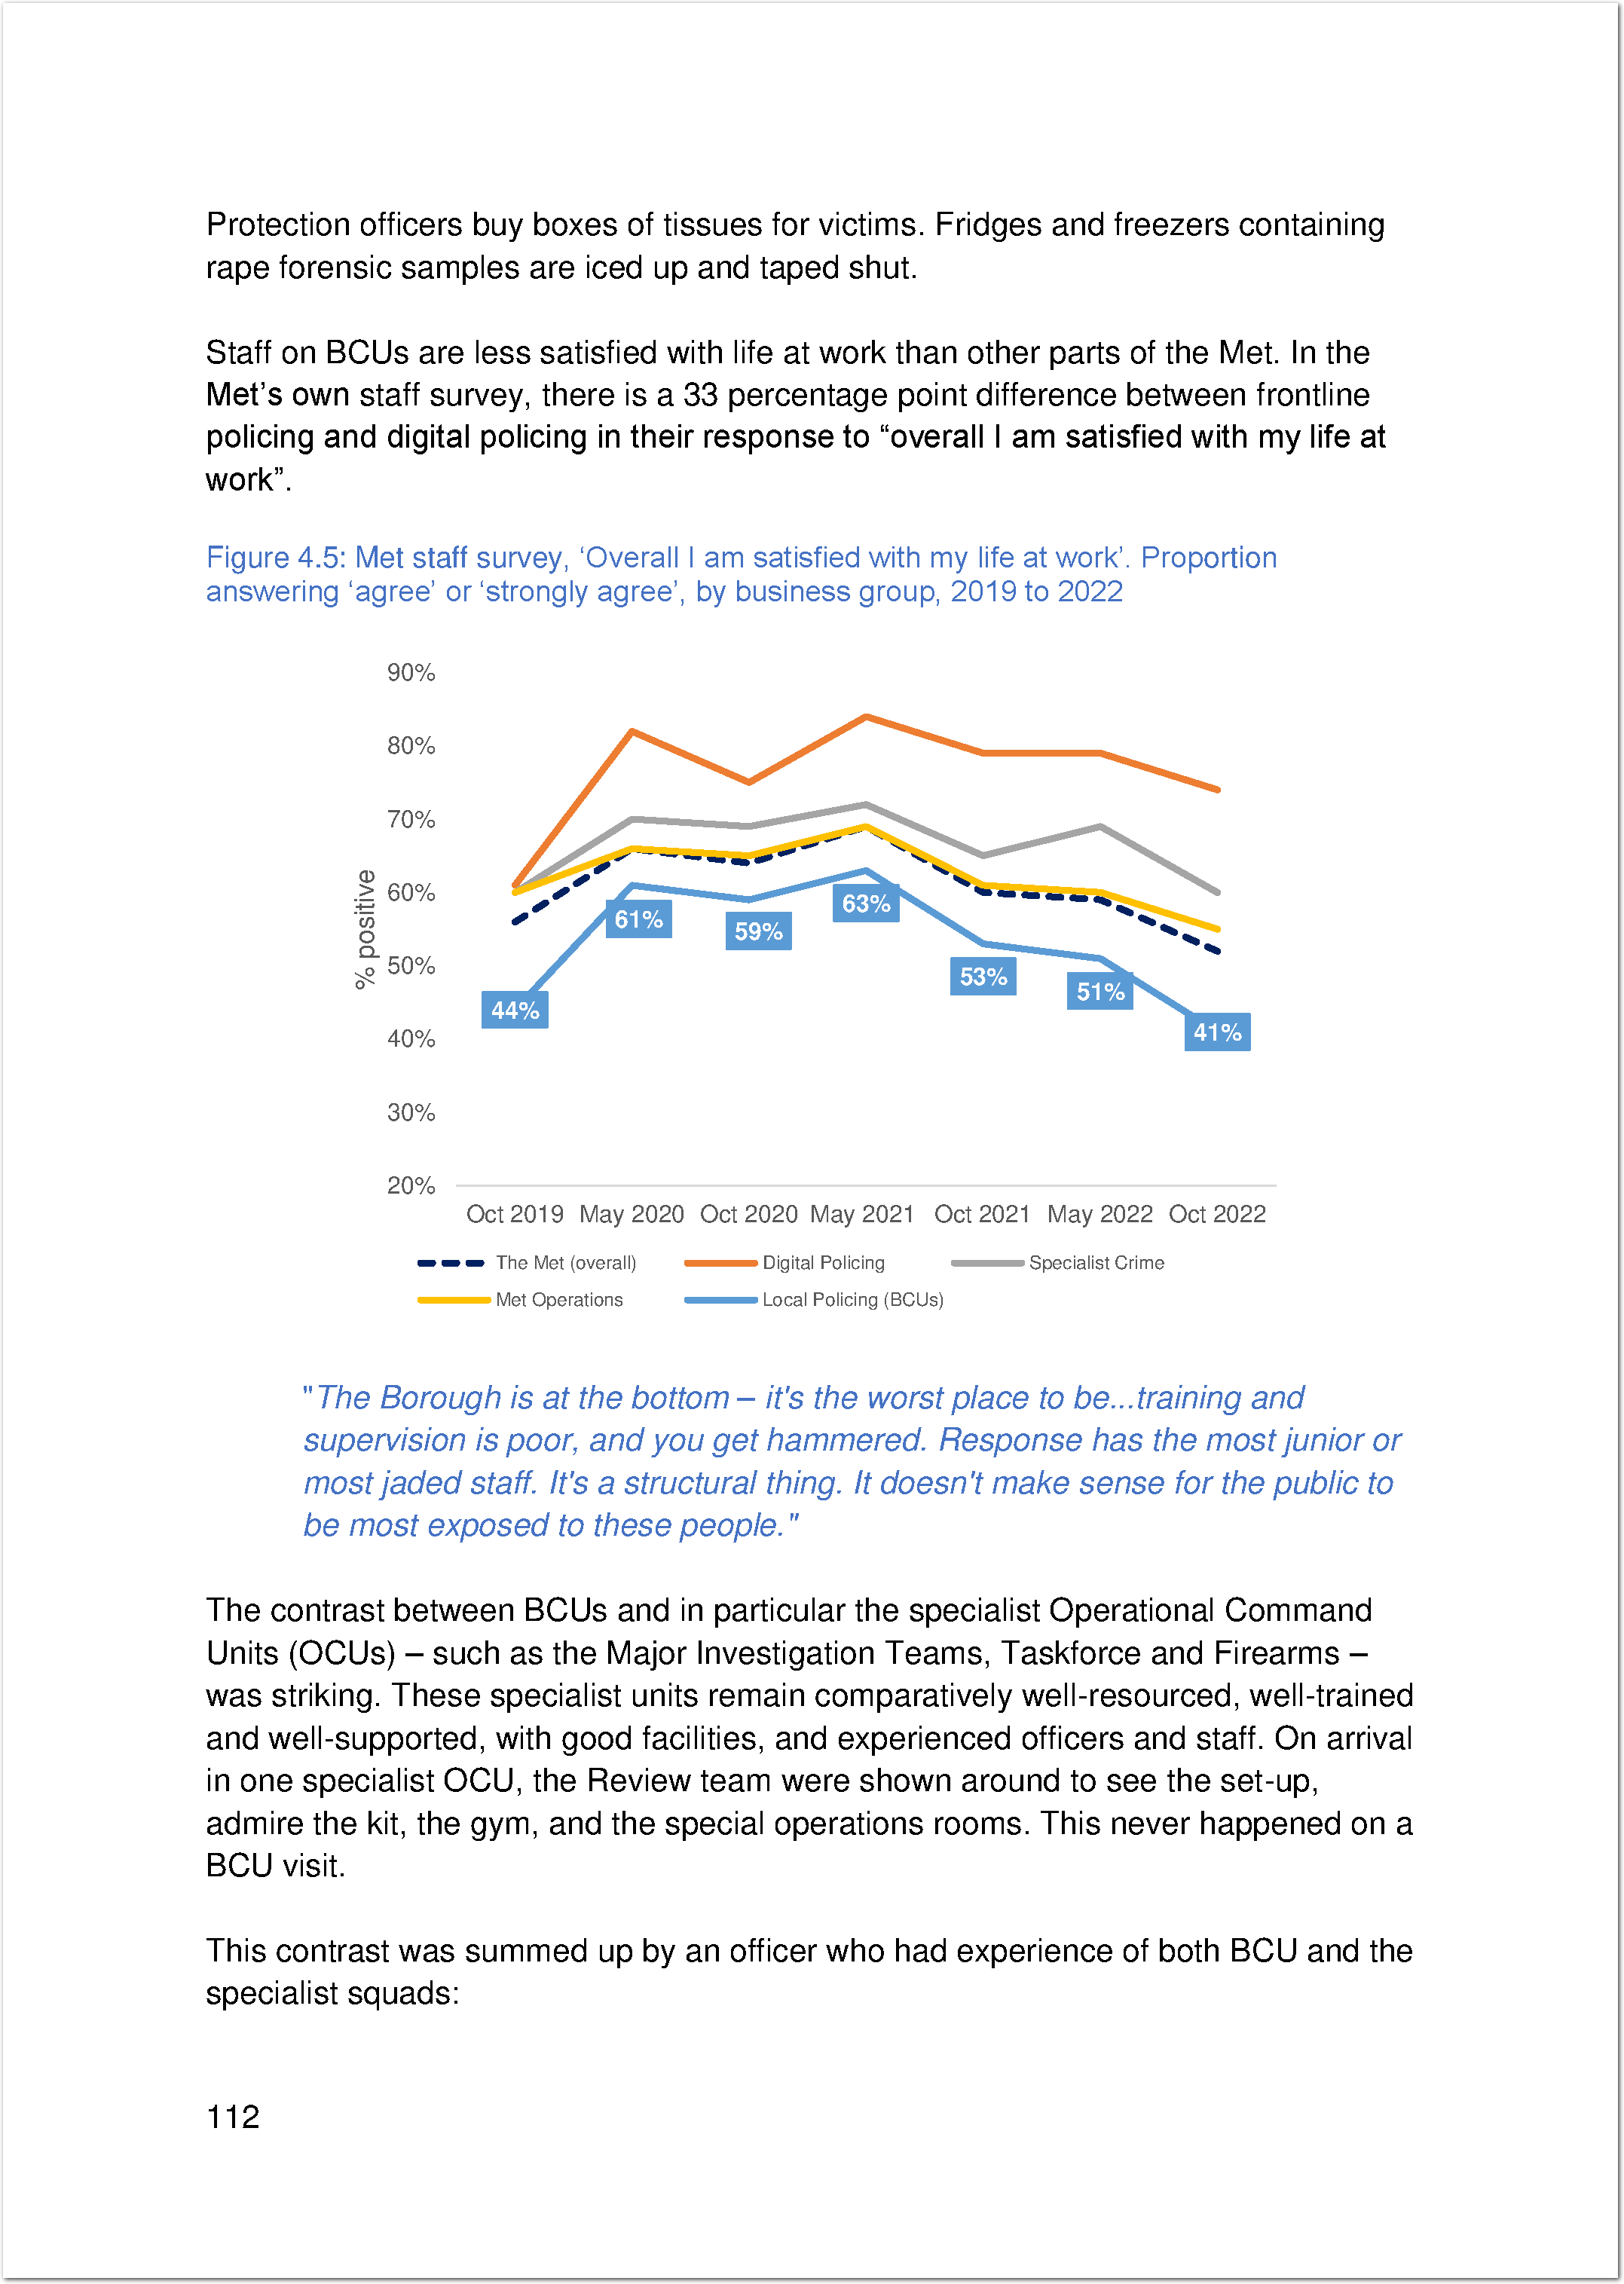 Protection officers buy boxes of tissues for victims. Fridges and freezers containing
rape forensic samples are iced up and taped shut.
Staff on BCUs are less satisfied with life at work than other parts of the Met. In the
Met’s own staff survey, there is a 33 percentage point difference between frontline
policing and digital policing in their response to “overall I am satisfied with my life at
work”.
Figure 4.5: Met staff survey, ‘Overall I am satisfied with my life at work’. Proportion
answering ‘agree’ or ‘strongly agree’, by business group, 2019 to 2022
% positive
90%
80%
70%
60%
50%
40%
30%
20%
44%
61%
59%
63%
53%
51%
41%
Oct 2019 May 2020 Oct 2020 May 2021 Oct 2021 May 2022 Oct 2022
The Met (overall) Digital Policing Specialist Crime
Met Operations Local Policing (BCUs)
"The Borough is at the bottom – it's the worst place to be...training and
supervision is poor, and you get hammered. Response has the most junior or
most jaded staff. It's a structural thing. It doesn't make sense for the public to
be most exposed to these people."
The contrast between BCUs and in particular the specialist Operational Command
Units (OCUs) – such as the Major Investigation Teams, Taskforce and Firearms –
was striking. These specialist units remain comparatively well-resourced, well-trained
and well-supported, with good facilities, and experienced officers and staff. On arrival
in one specialist OCU, the Review team were shown around to see the set-up,
admire the kit, the gym, and the special operations rooms. This never happened on a
BCU visit.
This contrast was summed up by an officer who had experience of both BCU and the
specialist squads:
112